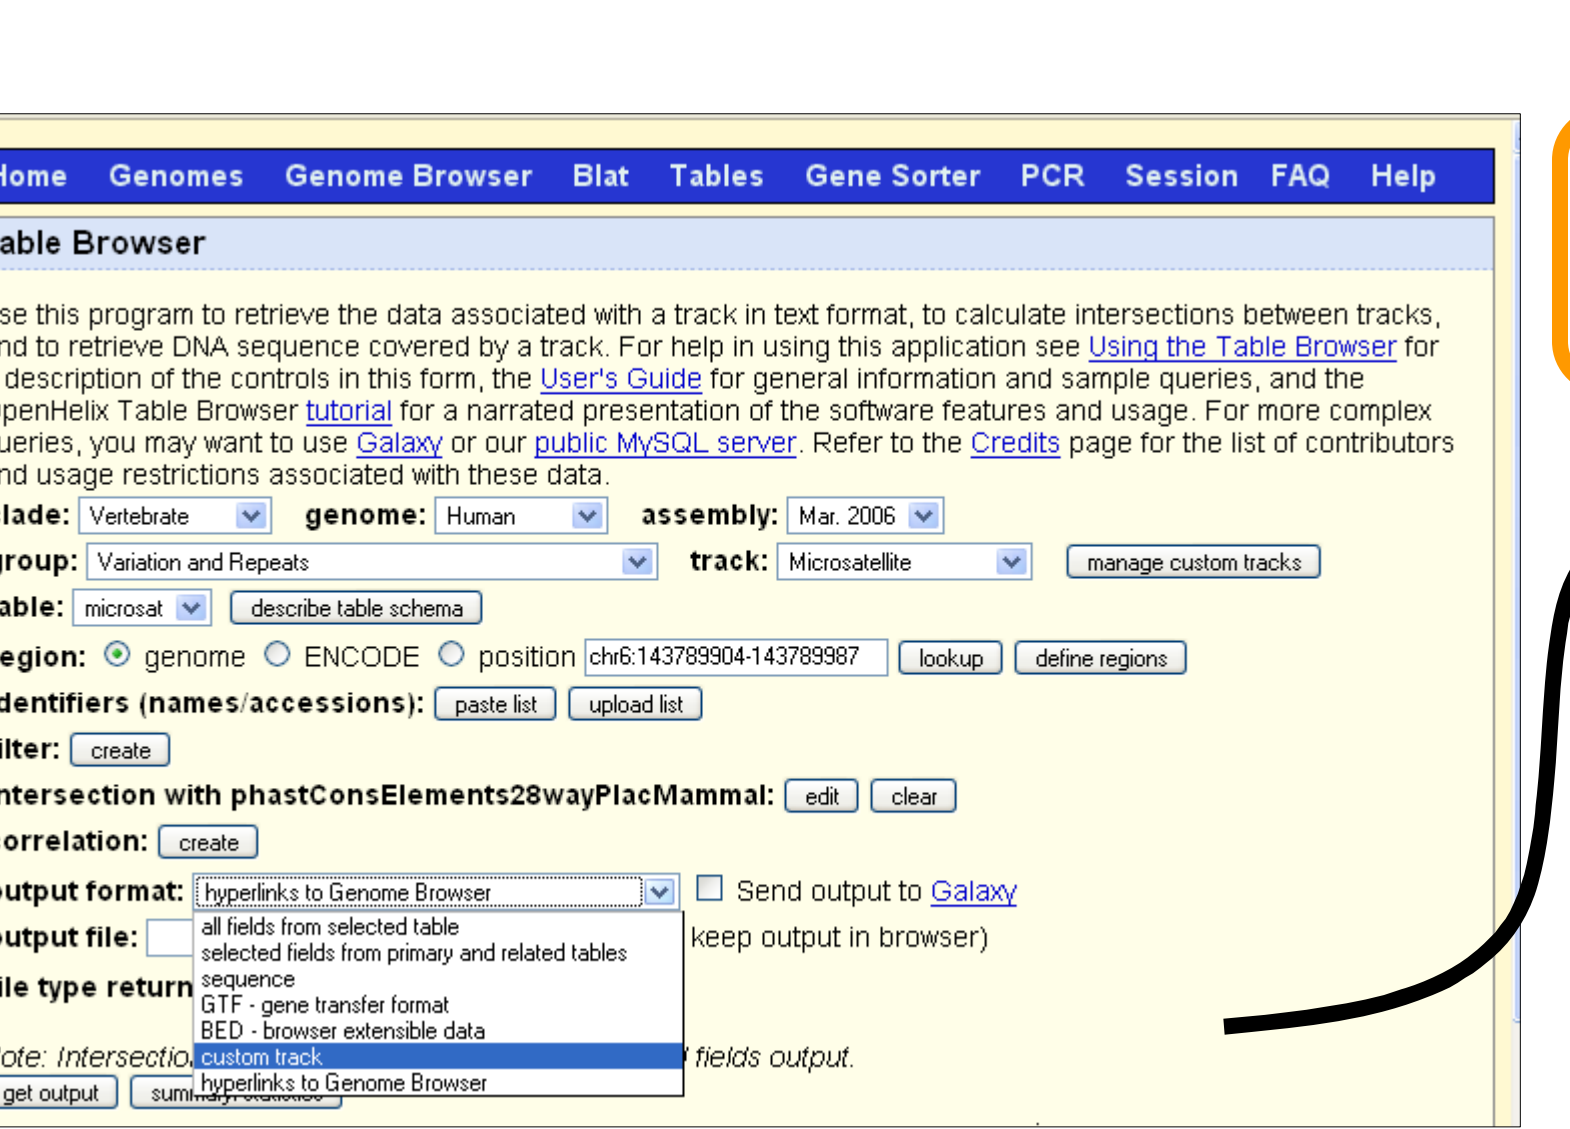 Home Genomes Genome Browser Blat Tables Gene Sorter PCR Session FAQ Help
able Browser
se this program to retrieve the data associated with a track in text format, to calculate intersections between tracks,
nd to retrieve DNA sequence covered by a track. For help in using this application see Using the Table Browser for
description of the controls in this form, the User's Guide for general information and sample queries, and the
penHelix Table Browser tutorial for a narrated presentation of the software features and usage. For more complex
ueries, you may want to use Galaxy or our public MySQL server. Refer to the Credits page for the list of contributors
nd usage restrictions associated with these data.
lade: Vertebrate genome: Human assembly: Mar. 2006
group: Variation and Repeats track: Microsatellite manage custom tracks
able: microsat describe table schema
egion: genome ENCODE position chr6:143789904-143789987 lookup define regions
dentifiers (names/accessions): paste list upload list
ilter: create
ntersection with phastConsElements28wayPlacMammal: edit clear
orrelation: create
output format: hyperlinks to Genome Browser Send output to Galaxy
all fields from selected table
output file: keep output in browser)
selected fields from primary and related tables
sequence
ile type return
GTF - gene transfer format
BED - browser extensible data
ote: Intersectio custom track fields output.
hyperlinks to Genome Browser
get output summary/statistics